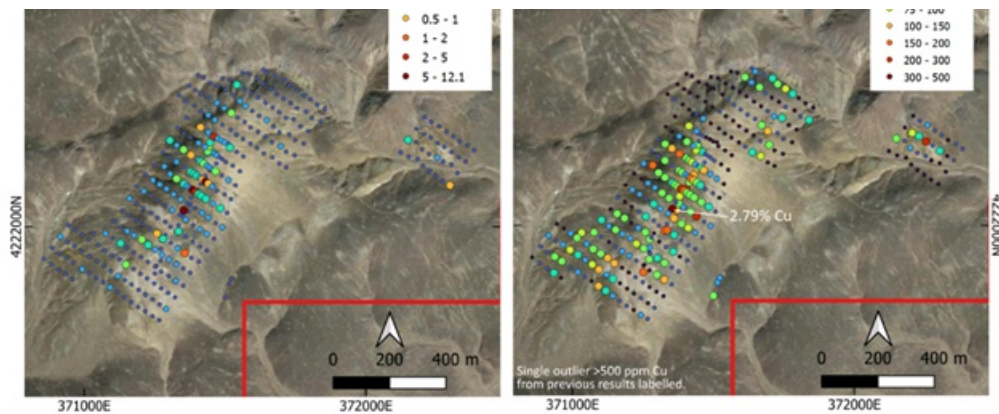 0.5 - 1
1 - 2
2 - 5
5 - 12.1
4222000N
0 200 400 m
371000E
372000E
75 - 100
100 - 150
150 - 200
200 - 300
300 - 500
2.79% Cu
4222000N
0 200 400 m
Single outlier >500 ppm Cu
from previous results labelled.
371000E
372000E